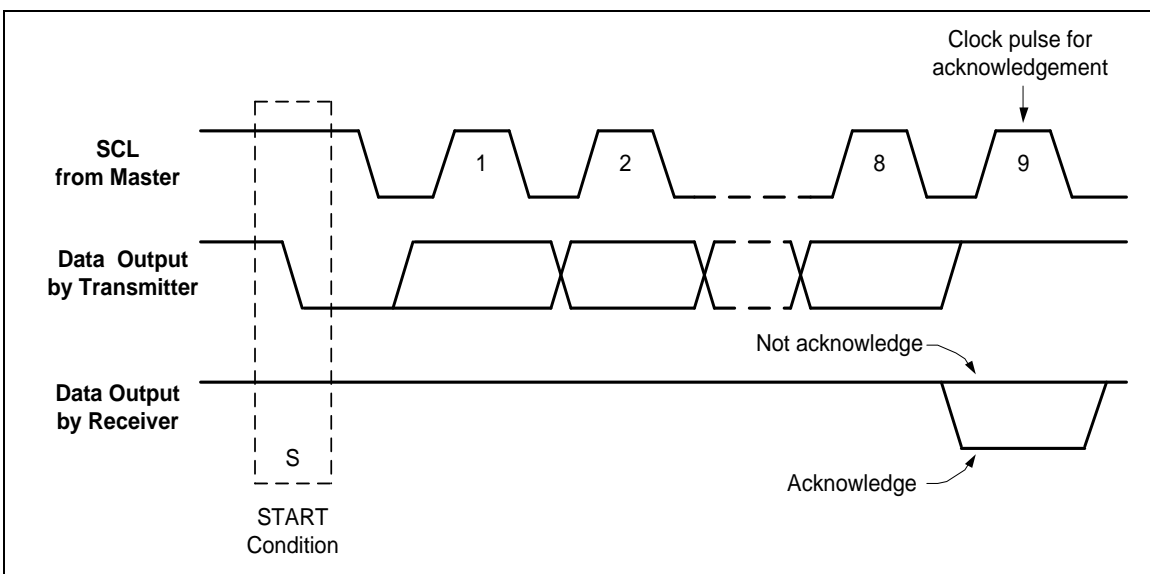 Clock pulse for
acknowledgement
SCL
from Master
1
2
8
9
Data Output
by Transmitter
Not acknowledge
Data Output
by Receiver
S
Acknowledge
START
Condition